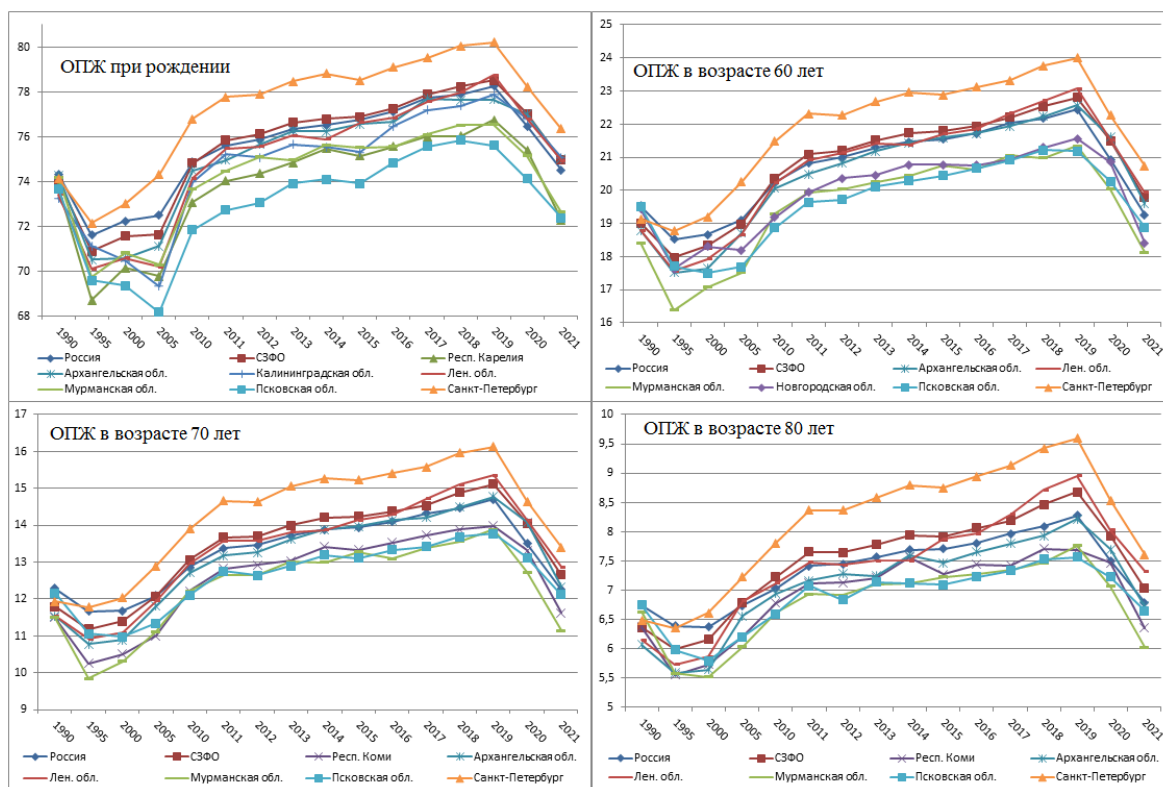 ОПЖ при рождении
80
78
76
74
72
70
68
1990 1995 2000 2005 2010 2011 2012 2013 2014 2015 2016 2017 2018 2019 2020 2021
Россия СЗФО Респ. Карелия
Архангельская обл. Калининградская обл. Лен. обл.
Мурманская обл. Псковская обл. Санкт-Петербург
ОПЖ в возрасте 60 лет
25
24
23
22
21
20
19
18
17
16
1990 1995 2000 2005 2010 2011 2012 2013 2014 2015 2016 2017 2018 2019 2020 2021
Россия СЗФО Архангельская обл. Лен. обл.
Мурманская обл. Новгородская обл. Псковская обл. Санкт-Петербург
ОПЖ в возрасте 70 лет
17
16
15
14
13
12
11
10
9
1990 1995 2000 2005 2010 2011 2012 2013 2014 2015 2016 2017 2018 2019 2020 2021
Россия СЗФО Респ. Коми Архангельская обл.
Лен. обл. Мурманская обл. Псковская обл. Санкт-Петербург
ОПЖ в возрасте 80 лет
10
9,5
9
8,5
8
7,5
7
6,5
6
5,5
5
1990 1995 2000 2005 2010 2011 2012 2013 2014 2015 2016 2017 2018 2019 2020 2021
Россия СЗФО Респ. Коми Архангельская обл.
Лен. обл. Мурманская обл. Псковская обл. Санкт-Петербург